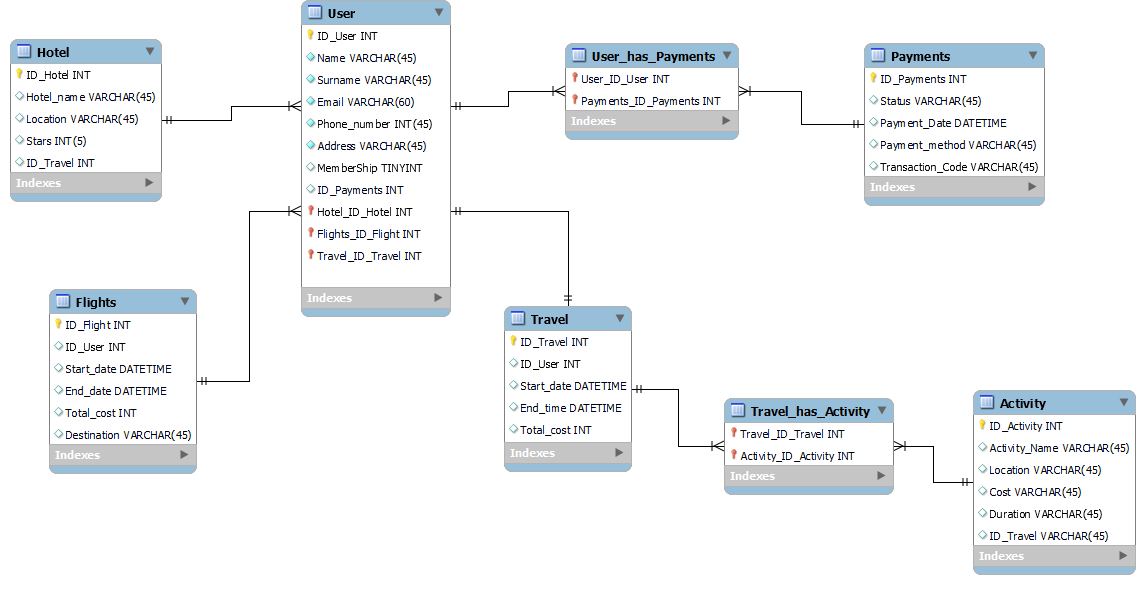 Hotel
ID_Hotel INT
Hotel_name VARCHAR(45)
Location VARCHAR(45)
Stars INT(5)
ID_Travel INT
Indexes
User
ID_User INT
Name VARCHAR(45)
Surname VARCHAR(45)
Email VARCHAR(60)
Phone_number INT(45)
Address VARCHAR(45)
MemberShip TINYINT
ID_Payments INT
Hotel_ID_Hotel INT
Flights_ID_Flight INT
Travel_ID_Travel INT
Indexes
User_has_Payments
User_ID_User INT
Payments_ID_Payments INT
Indexes
Payments
ID_Payments INT
Status VARCHAR(45)
Payment_Date DATETIME
Payment_method VARCHAR(45)
Transaction_Code VARCHAR(45)
Indexes
Flights
ID_Flight INT
ID_User INT
Start_date DATETIME
End_date DATETIME
Total_cost INT
Destination VARCHAR(45)
Indexes
Travel
ID_Travel INT
ID_User INT
Start_date DATETIME
End_time DATETIME
Total_cost INT
Indexes
Travel_has_Activity
Travel_ID_Travel INT
Activity_ID_Activity INT
Indexes
Activity
ID_Activity INT
Activity_Name VARCHAR(45)
Location VARCHAR(45)
Cost VARCHAR(45)
Duration VARCHAR(45)
ID_Travel VARCHAR(45)
Indexes